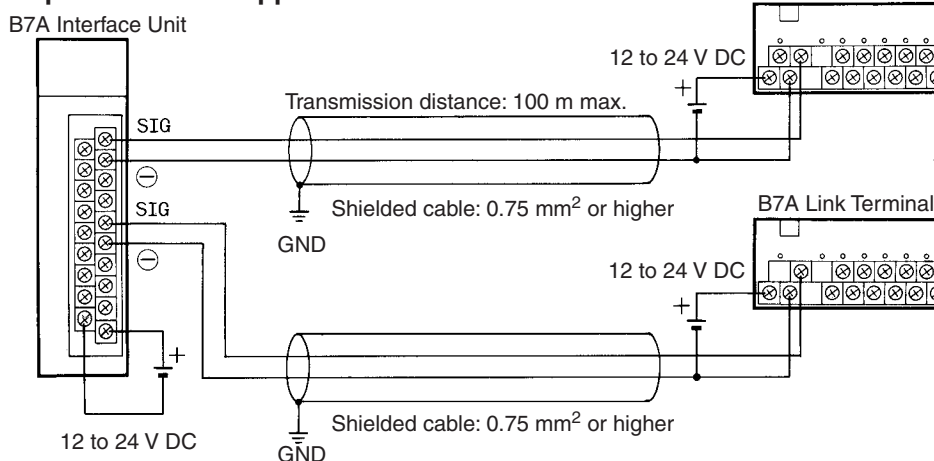 B7A Interface Unit
12 to 24 V DC
+
Transmission distance: 100 m max.
SIG
−
Shielded cable: 0.75 mm² or higher
GND
SIG
−
B7A Link Terminal
12 to 24 V DC
+
+
12 to 24 V DC
Shielded cable: 0.75 mm² or higher
GND